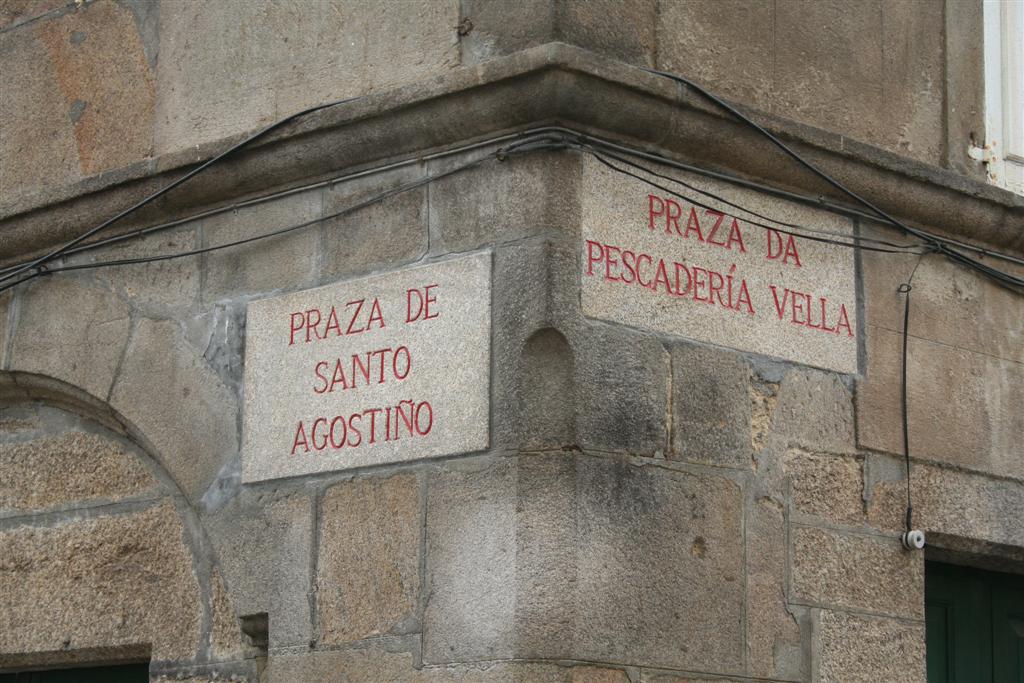 PRAZA DE
SANTO
AGOSTIÑO
PRAZA DA
PESCADERÍA VELLA